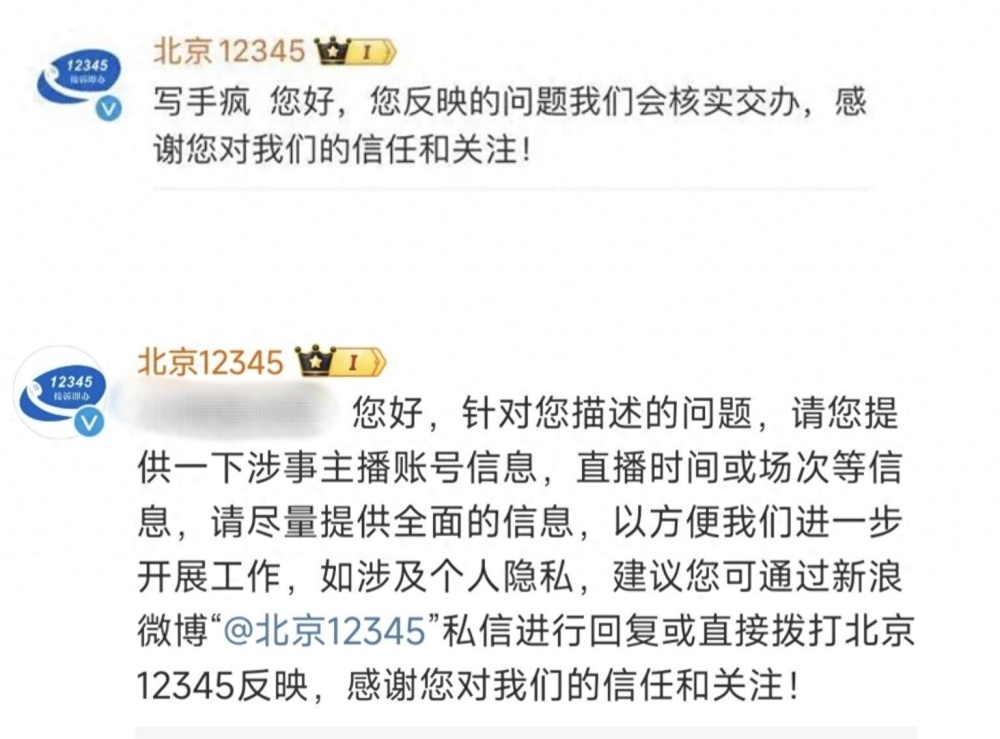 北京12345 I
12345
接诉即办
写手疯 您好，您反映的问题我们会核实交办，感
谢您对我们的信任和关注！
北京12345 I
12345
接诉即办
您好，针对您描述的问题，请您提
供一下涉事主播账号信息，直播时间或场次等信
息，请尽量提供全面的信息，以方便我们进一步
开展工作，如涉及个人隐私，建议您可通过新浪
微博“@北京12345”私信进行回复或直接拨打北京
12345反映，感谢您对我们的信任和关注！